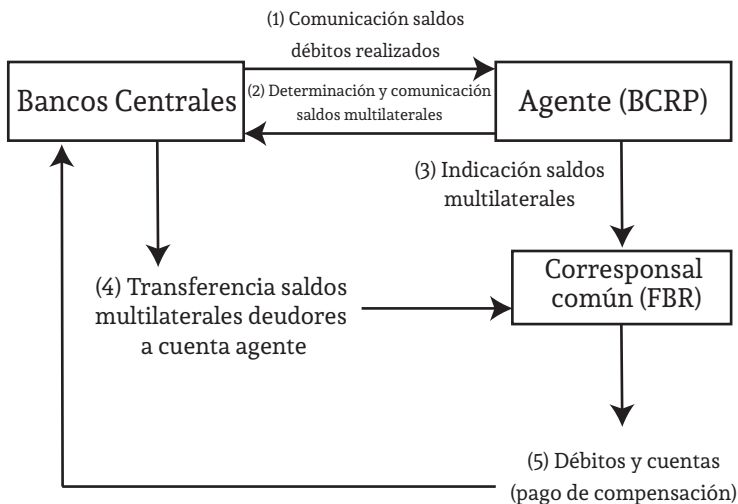 (1) Comunicación saldos
débitos realizados
Bancos Centrales
(2) Determinación y comunicación
saldos multilaterales
Agente (BCRP)
(3) Indicación saldos
multilaterales
Corresponsal
común (FBR)
(4) Transferencia saldos
multilaterales deudores
a cuenta agente
(5) Débitos y cuentas
(pago de compensación)